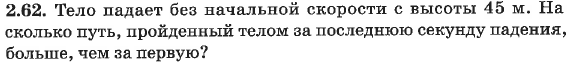 2.62. Тело падает без начальной скорости с высоты 45 м. На
сколько путь, пройденный телом за последнюю секунду падения,
больше, чем за первую?